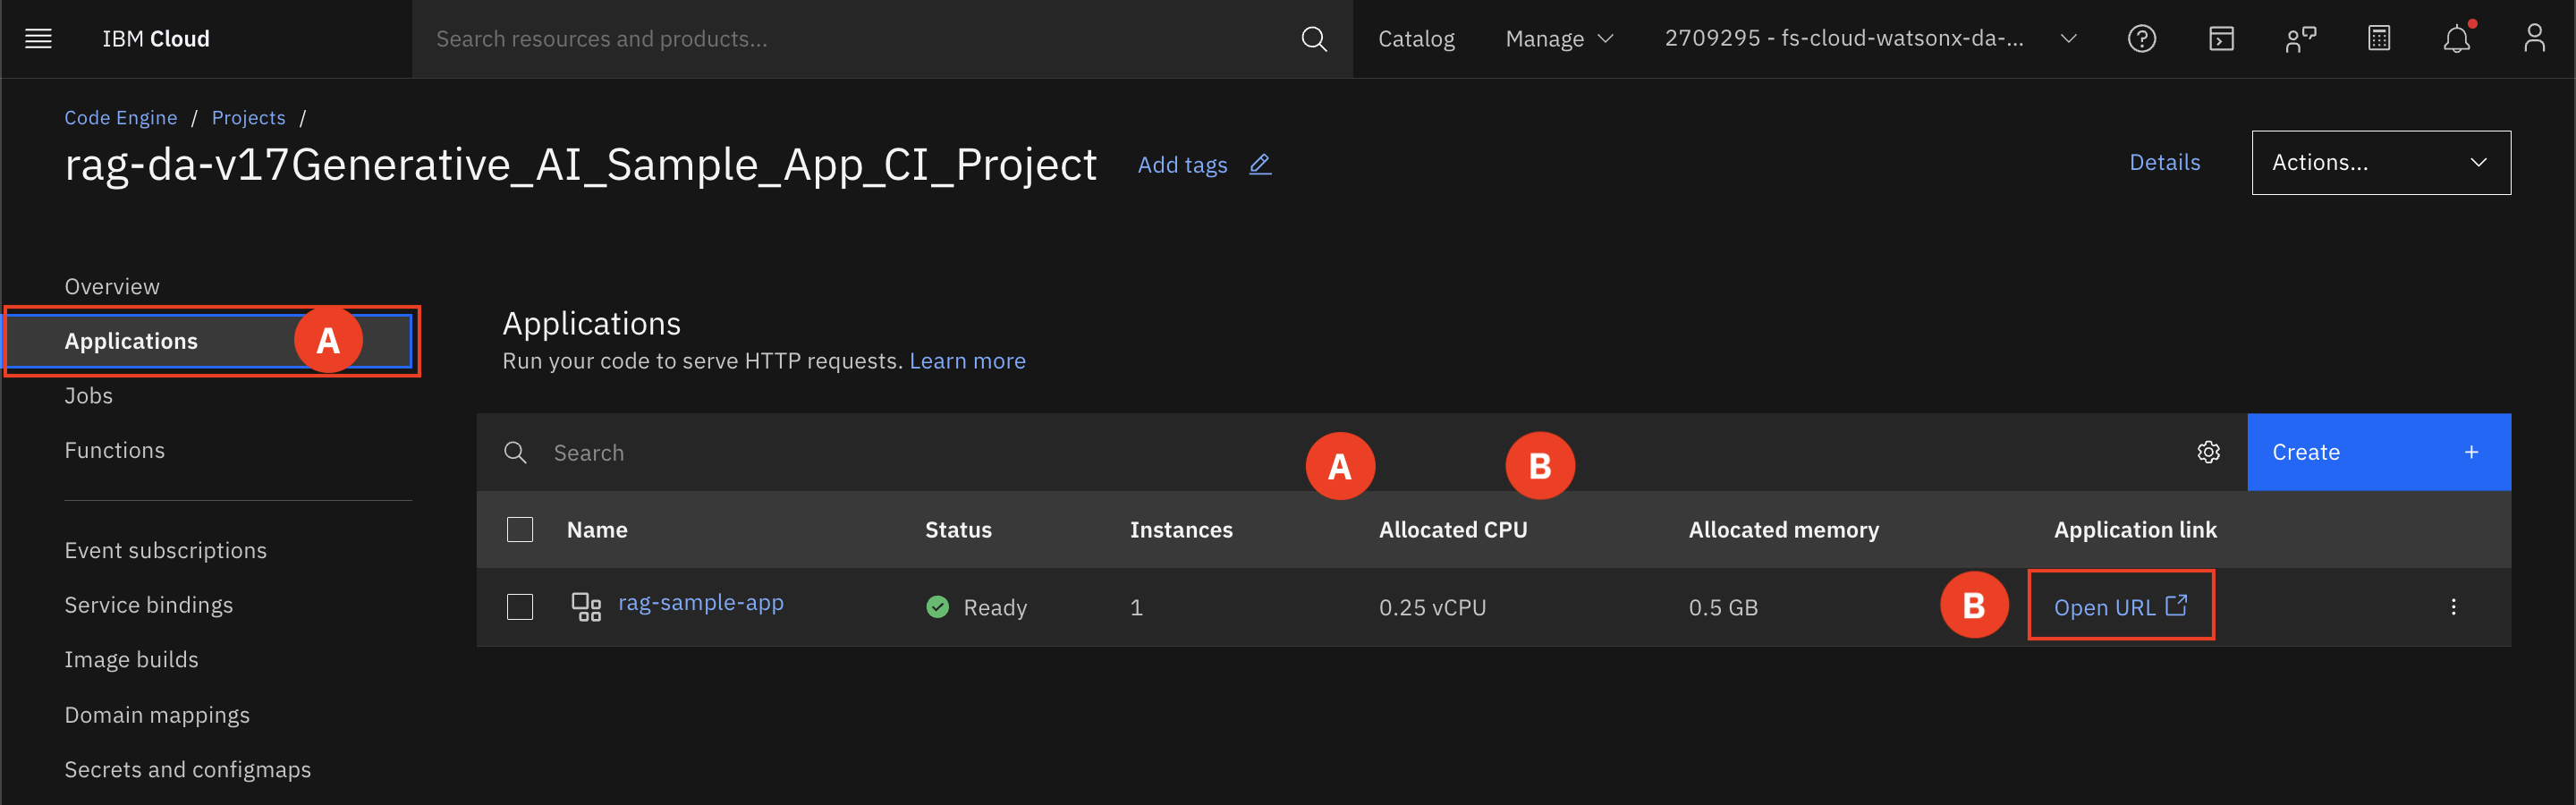 IBM Cloud
Search resources and products...
Catalog
Manage
2709295 - fs-cloud-watsonx-da-...
Code Engine / Projects /
rag-da-v17Generative_AI_Sample_App_CI_Project
Add tags
Details
Actions...
Overview
Applications
A
Jobs
Functions
Event subscriptions
Service bindings
Image builds
Domain mappings
Secrets and configmaps
Applications
Run your code to serve HTTP requests. Learn more
Search
A
B
Create +
Name Status Instances Allocated CPU Allocated memory Application link
rag-sample-app Ready 1 0.25 vCPU 0.5 GB B Open URL